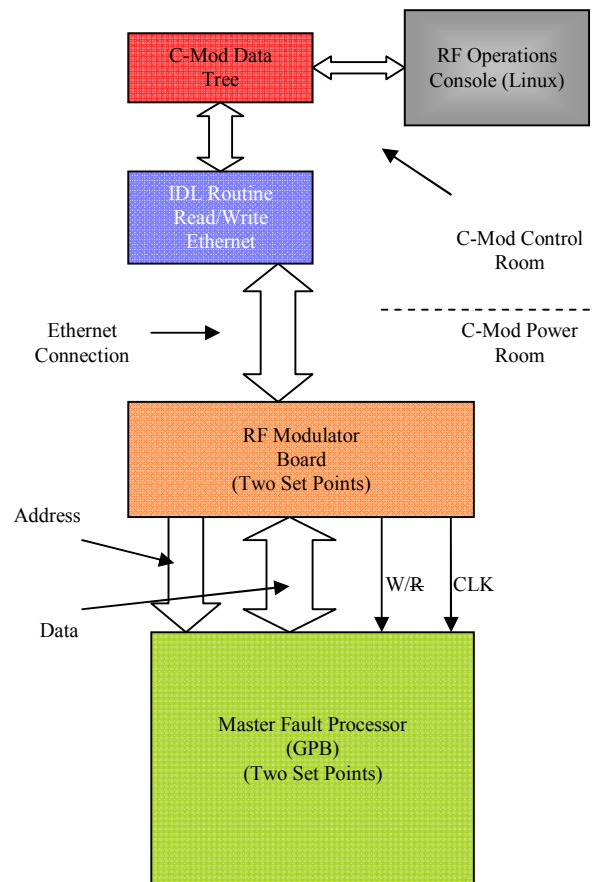 C-Mod Data
Tree
RF Operations
Console (Linux)
IDL Routine
Read/Write
Ethernet
C-Mod Control
Room
Ethernet
Connection
C-Mod Power
Room
RF Modulator
Board
(Two Set Points)
Address
W/R
CLK
Data
Master Fault Processor
(GPB)
(Two Set Points)